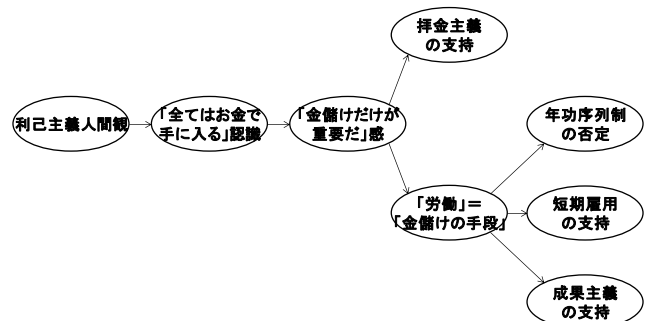 拝金主義
の支持
利己主義人間観
「全てはお金で
手に入る」認識
「金儲けだけが
重要だ」感
年功序列制
の否定
「労働」＝
「金儲けの手段」
短期雇用
の支持
成果主義
の支持